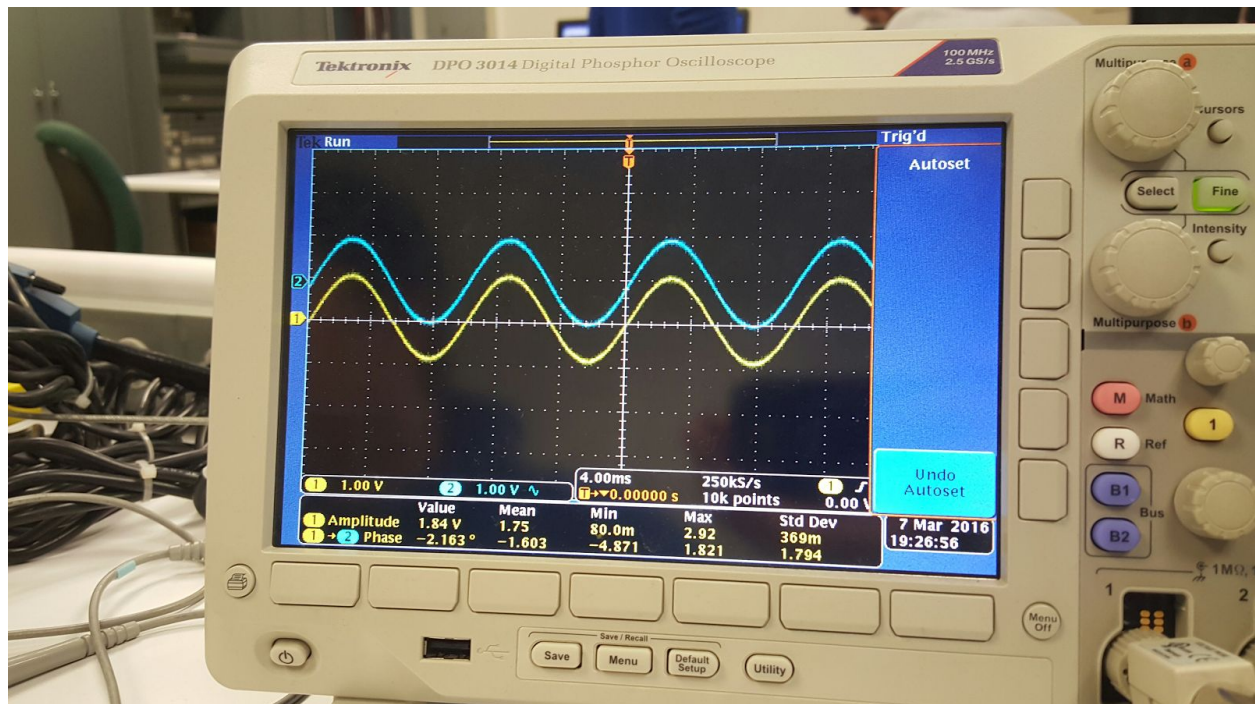 Tektronix DPO 3014 Digital Phosphor Oscilloscope
100 MHz
2.5 GS/s
Tek Run
Trig'd
T
T
Autoset
2
1
Undo
Autoset
1 1.00 V
2 1.00 V
4.00ms
T→▼0.00000 s
250kS/s
10k points
1
0.00 V
Value Mean Min Max Std Dev
1 Amplitude 1.84 V 1.75 80.0m 2.92 369m
1 → 2 Phase −2.163 ° −1.603 −4.871 1.821 1.794
7 Mar 2016
19:26:56
a
Cursors
Select
Fine
Intensity
Multipurpose b
M Math
1
R Ref
B1
Bus
B2
1MΩ,
1
2
Menu
Off
Save / Recall
Save
Menu
Default
Setup
Utility